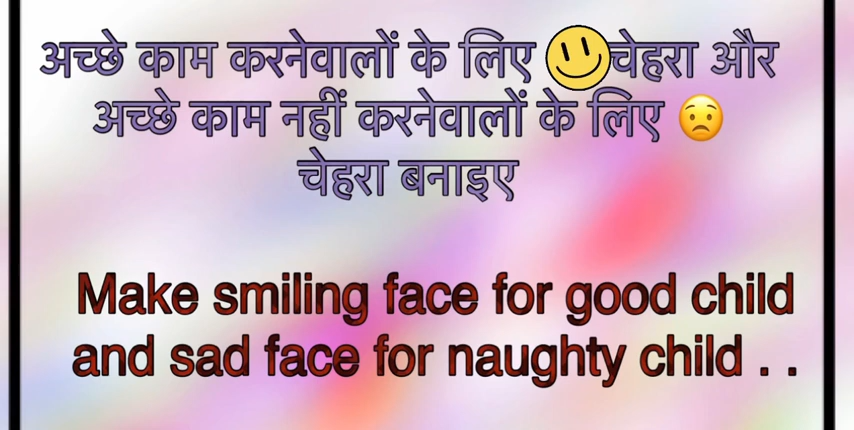 अच्छे काम करनेवालों के लिए 🙂चेहरा और
अच्छे काम नहीं करनेवालों के लिए 😟
चेहरा बनाइए
Make smiling face for good child
and sad face for naughty child . .